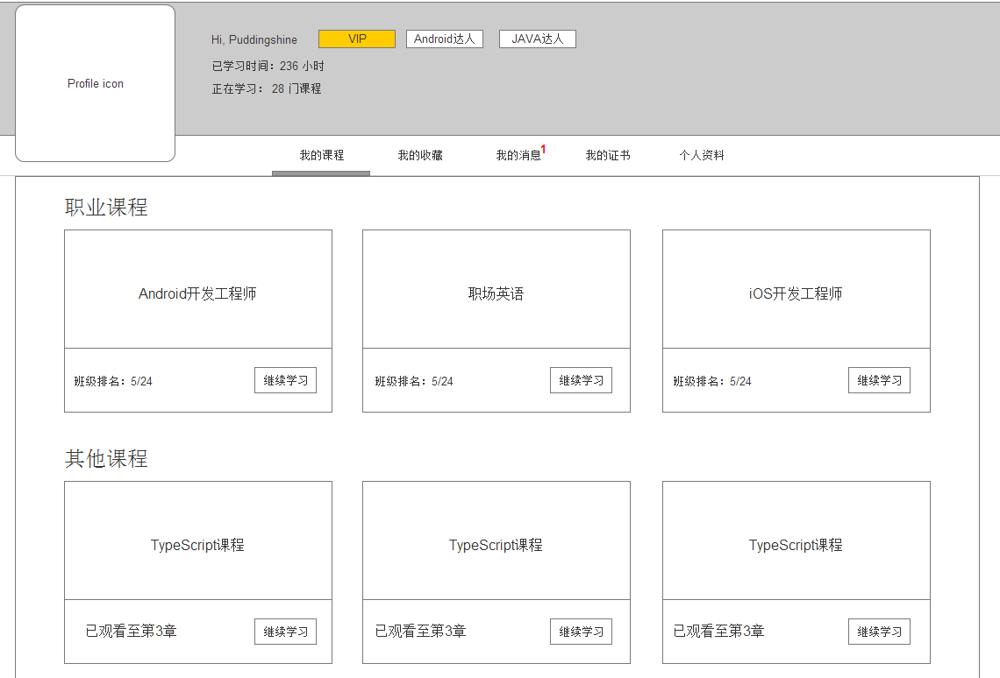 Profile icon
Hi, Puddingshine VIP Android达人 JAVA达人
已学习时间：236 小时
正在学习： 28 门课程
我的课程 我的收藏 我的消息1 我的证书 个人资料
职业课程
Android开发工程师 职场英语 iOS开发工程师
班级排名：5/24 继续学习 班级排名：5/24 继续学习 班级排名：5/24 继续学习
其他课程
TypeScript课程 TypeScript课程 TypeScript课程
已观看至第3章 继续学习 已观看至第3章 继续学习 已观看至第3章 继续学习